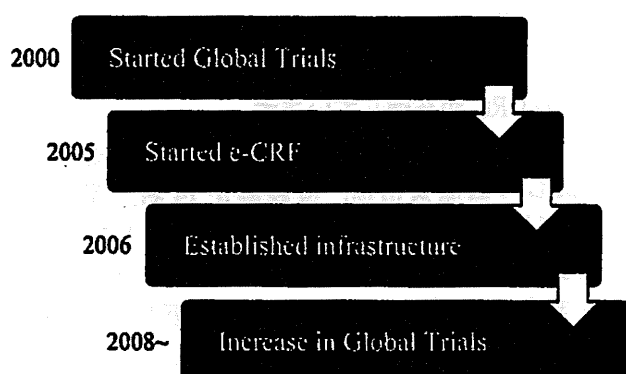 2000 Started Global Trials
2005 Started e-CRF
2006 Established infrastructure
2008~ Increase in Global Trials